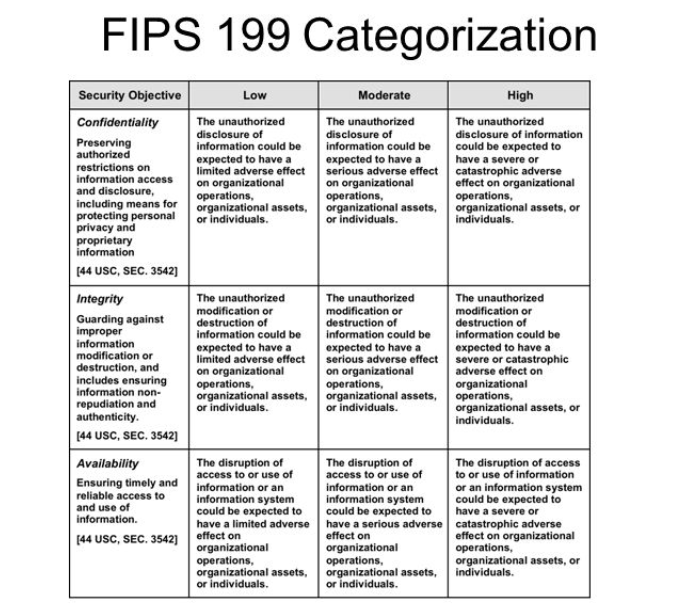 FIPS 199 Categorization
Security Objective
Low
Moderate
High
Confidentiality
Preserving
authorized
restrictions on
information access
and disclosure,
including means for
protecting personal
privacy and
proprietary
information
[44 USC, SEC. 3542]
The unauthorized
disclosure of
information could be
expected to have a
limited adverse effect
on organizational
operations,
organizational assets,
or individuals.
The unauthorized
disclosure of
information could be
expected to have a
serious adverse effect
on organizational
operations,
organizational assets,
or individuals.
The unauthorized
disclosure of information
could be expected to
have a severe or
catastrophic adverse
effect on organizational
operations,
organizational assets, or
individuals.
Integrity
Guarding against
improper
information
modification or
destruction, and
includes ensuring
information non-
repudiation and
authenticity.
[44 USC, SEC. 3542]
The unauthorized
modification or
destruction of
information could be
expected to have a
limited adverse effect
on organizational
operations,
organizational assets,
or individuals.
The unauthorized
modification or
destruction of
information could be
expected to have a
serious adverse effect
on organizational
operations,
organizational assets,
or individuals.
The unauthorized
modification or
destruction of
information could be
expected to have a
severe or catastrophic
adverse effect on
organizational
operations,
organizational assets, or
individuals.
Availability
Ensuring timely and
reliable access to
and use of
information.
[44 USC, SEC. 3542]
The disruption of
access to or use of
information or an
information system
could be expected to
have a limited adverse
effect on
organizational
operations,
organizational assets,
or individuals.
The disruption of
access to or use of
information or an
information system
could be expected to
have a serious adverse
effect on
organizational
operations,
organizational assets,
or individuals.
The disruption of access
to or use of information
or an information system
could be expected to
have a severe or
catastrophic adverse
effect on organizational
operations,
organizational assets, or
individuals.